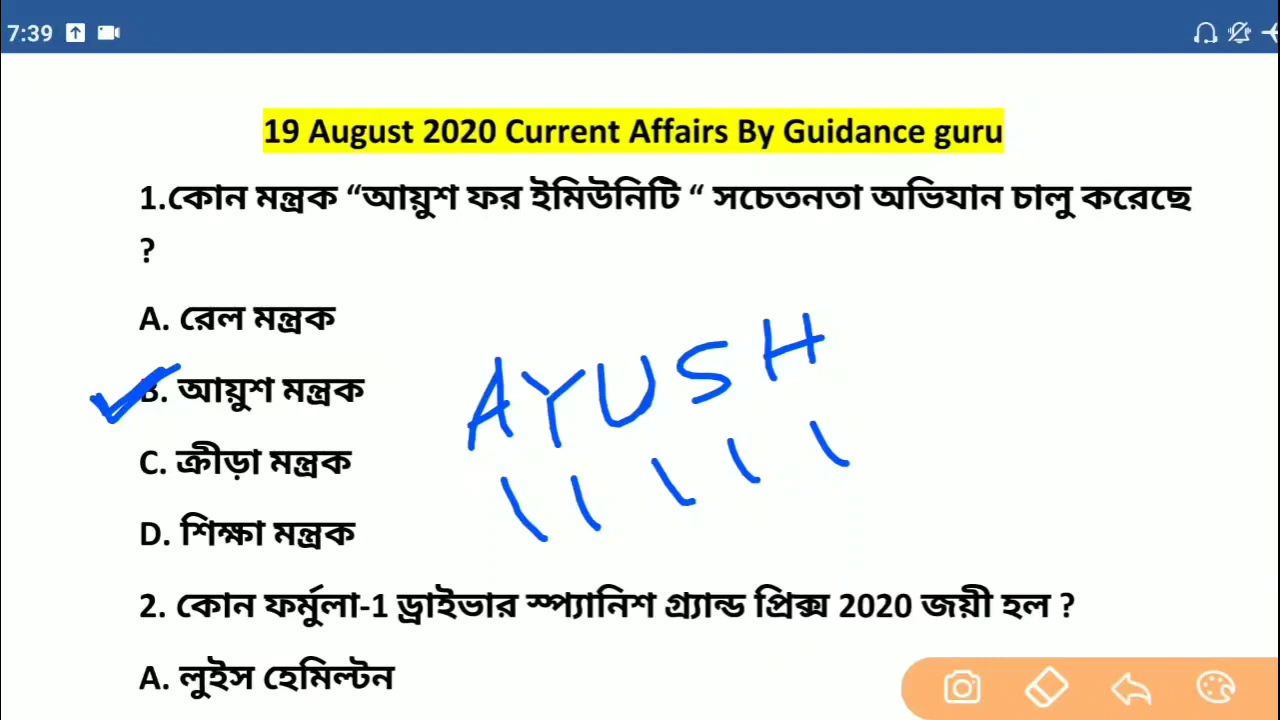 7:39
19 August 2020 Current Affairs By Guidance guru
1.কোন মন্ত্রক “আয়ুশ ফর ইমিউনিটি “ সচেতনতা অভিযান চালু করেছে
?
A. রেল মন্ত্রক
B. আয়ুশ মন্ত্রক
AYUSH
C. ক্রীড়া মন্ত্রক
D. শিক্ষা মন্ত্রক
2. কোন ফর্মুলা-1 ড্রাইভার স্প্যানিশ গ্র্যান্ড প্রিক্স 2020 জয়ী হল ?
A. লুইস হেমিল্টন